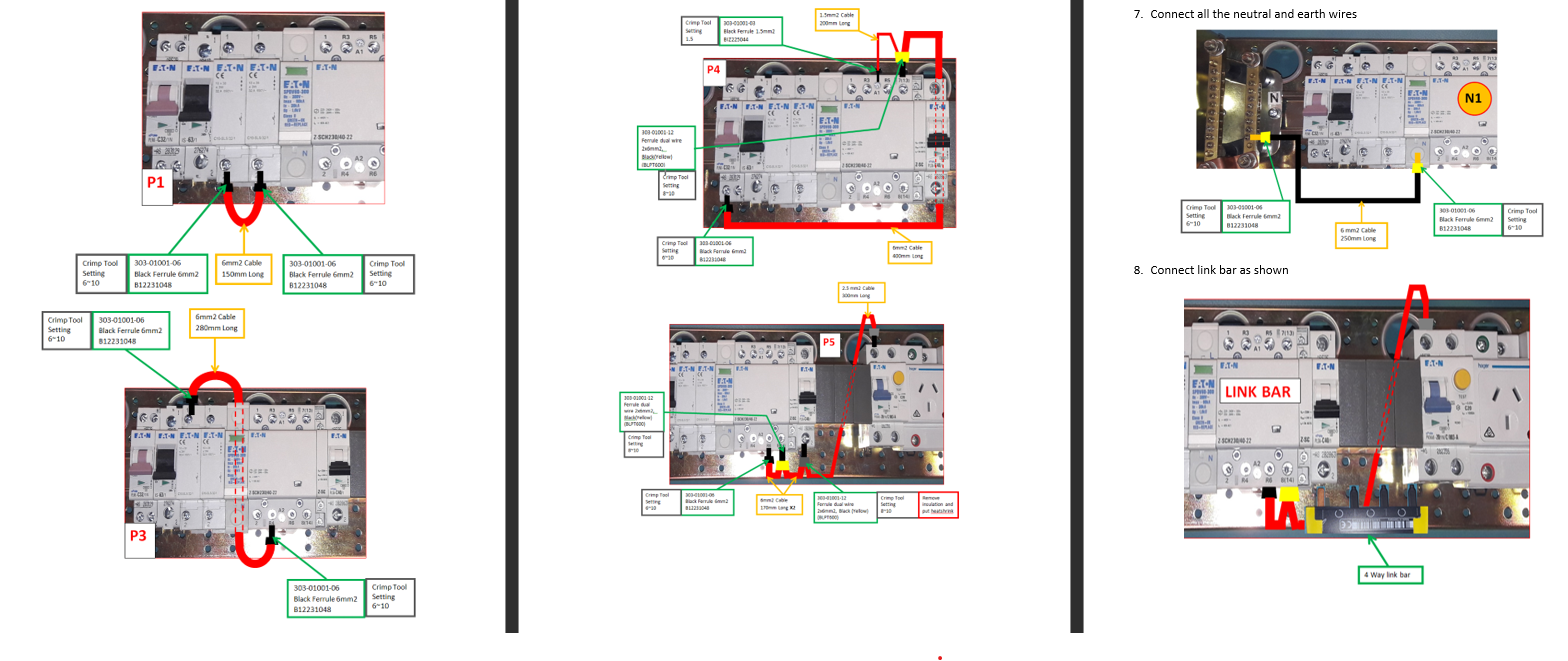 P1
Crimp Tool
Setting
6~10
303-01001-06
Black Ferrule 6mm2
B12231048
6mm2 Cable
150mm Long
303-01001-06
Black Ferrule 6mm2
B12231048
Crimp Tool
Setting
6~10
Crimp Tool
Setting
6~10
303-01001-06
Black Ferrule 6mm2
B12231048
6mm2 Cable
280mm Long
P3
303-01001-06
Black Ferrule 6mm2
B12231048
Crimp Tool
Setting
6~10
Crimp Tool
Setting
1.5
303-01001-03
Black Ferrule 1.5mm2
1.5mm2 Cable
200mm Long
P4
303-01001-12
Ferrule dual wire
2x6mm2,
Black(Yellow)
(BLPT600)
Crimp Tool
Setting
8~10
Crimp Tool
Setting
6~10
303-01001-06
Black Ferrule 6mm2
B12231048
6mm2 Cable
400mm Long
2.5 mm2 Cable
300mm Long
P5
303-01001-12
Ferrule dual
wire 2x6mm2,
Black(Yellow)
(BLPT600)
Crimp Tool
Setting
8~10
Crimp Tool
Setting
6~10
303-01001-06
Black Ferrule 6mm2
B12231048
6mm2 Cable
170mm Long X2
303-01001-12
Ferrule dual wire
2x6mm2, Black (Yellow)
(BLPT600)
Crimp Tool
Setting
8~10
Remove
insulation and
put heatshrink
7. Connect all the neutral and earth wires
N
N1
Crimp Tool
Setting
6~10
303-01001-06
Black Ferrule 6mm2
B12231048
6 mm2 Cable
250mm Long
303-01001-06
Black Ferrule 6mm2
B12231048
Crimp Tool
Setting
6~10
8. Connect link bar as shown
LINK BAR
4 Way link bar